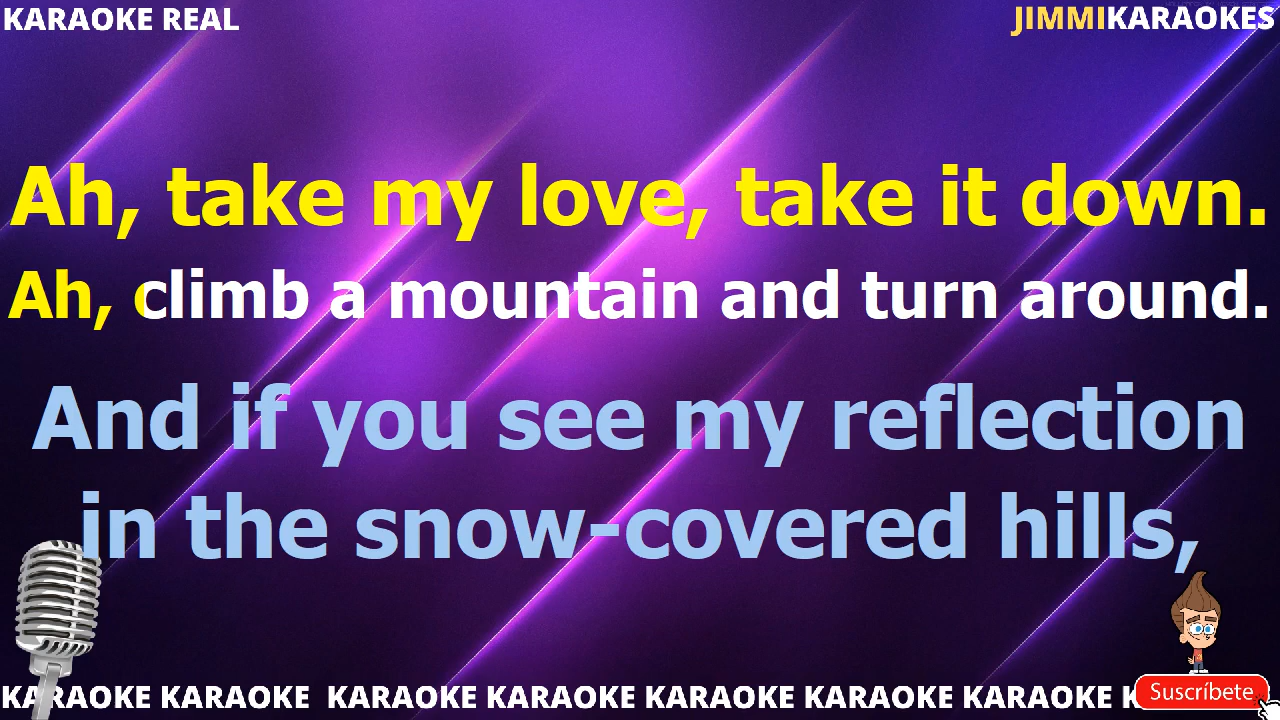 KARAOKE REAL
JIMMIKARAOKES
Ah, take my love, take it down.
Ah, climb a mountain and turn around.
And if you see my reflection
in the snow-covered hills,
KARAOKE KARAOKE KARAOKE KARAOKE KARAOKE KARAOKE KARAOKE
Suscríbete